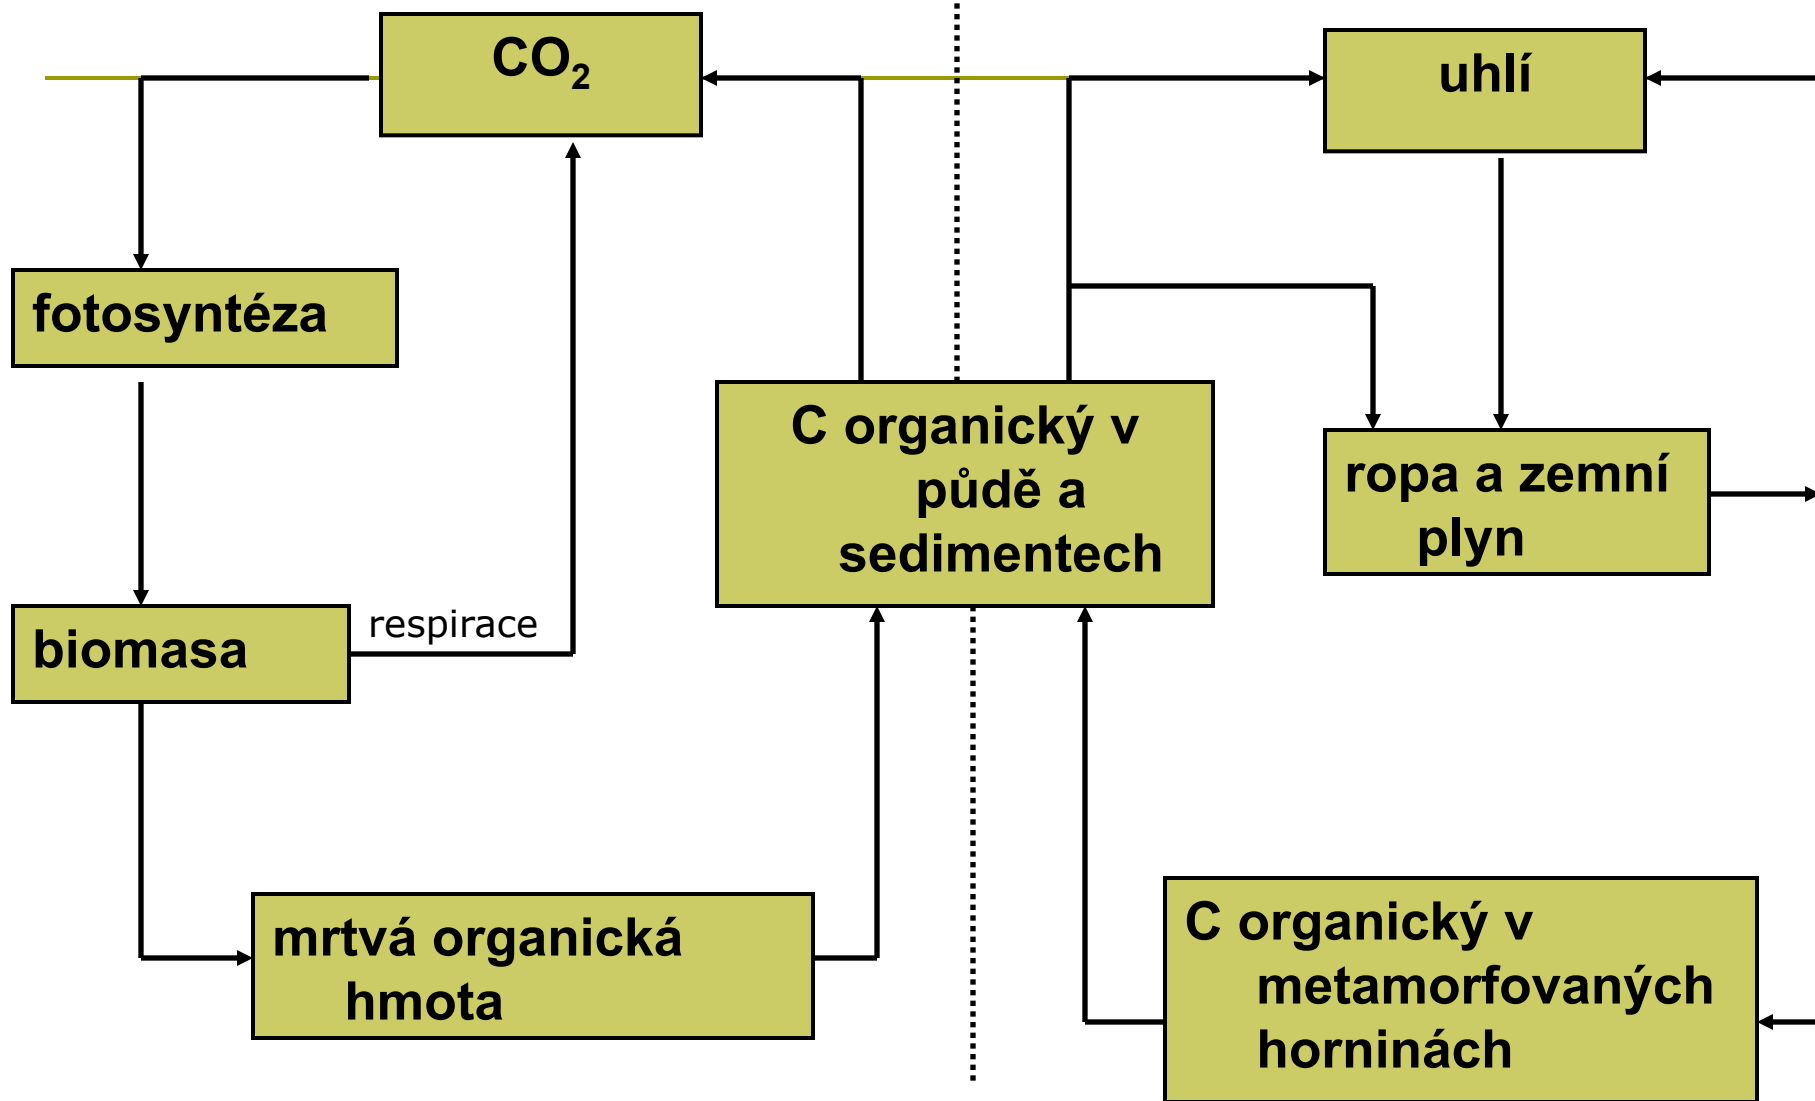 CO₂
uhlí
fotosyntéza
C organický v
půdě a
sedimentech
ropa a zemní
plyn
respirace
biomasa
mrtvá organická
hmota
C organický v
metamorfovaných
horninách